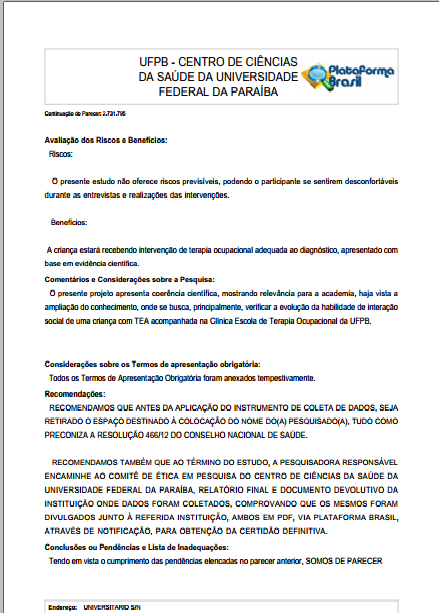 UFPB - CENTRO DE CIÊNCIAS
DA SAÚDE DA UNIVERSIDADE
FEDERAL DA PARAÍBA
PlataPorma
Brasil
Continuação do Parecer: 2.731.795
Avaliação dos Riscos e Benefícios:
Riscos:
O presente estudo não oferece riscos previsíveis, podendo o participante se sentirem desconfortáveis
durante as entrevistas e realizações das intervenções.
Benefícios:
A criança estará recebendo intervenção de terapia ocupacional adequada ao diagnóstico, apresentado com
base em evidência científica.
Comentários e Considerações sobre a Pesquisa:
O presente projeto apresenta coerência científica, mostrando relevância para a academia, haja vista a
ampliação do conhecimento, onde se busca, principalmente, verificar a evolução da habilidade de interação
social de uma criança com TEA acompanhada na Clínica Escola de Terapia Ocupacional da UFPB.
Considerações sobre os Termos de apresentação obrigatória:
Todos os Termos de Apresentação Obrigatória foram anexados tempestivamente.
Recomendações:
RECOMENDAMOS QUE ANTES DA APLICAÇÃO DO INSTRUMENTO DE COLETA DE DADOS, SEJA
RETIRADO O ESPAÇO DESTINADO À COLOCAÇÃO DO NOME DO(A) PESQUISADO(A), TUDO COMO
PRECONIZA A RESOLUÇÃO 466/12 DO CONSELHO NACIONAL DE SAÚDE.
RECOMENDAMOS TAMBÉM QUE AO TÉRMINO DO ESTUDO, A PESQUISADORA RESPONSÁVEL
ENCAMINHE AO COMITÊ DE ÉTICA EM PESQUISA DO CENTRO DE CIÊNCIAS DA SAÚDE DA
UNIVERSIDADE FEDERAL DA PARAÍBA, RELATÓRIO FINAL E DOCUMENTO DEVOLUTIVO DA
INSTITUIÇÃO ONDE DADOS FORAM COLETADOS, COMPROVANDO QUE OS MESMOS FORAM
DIVULGADOS JUNTO À REFERIDA INSTITUIÇÃO, AMBOS EM PDF, VIA PLATAFORMA BRASIL,
ATRAVÉS DE NOTIFICAÇÃO, PARA OBTENÇÃO DA CERTIDÃO DEFINITIVA.
Conclusões ou Pendências e Lista de Inadequações:
Tendo em vista o cumprimento das pendências elencadas no parecer anterior, SOMOS DE PARECER
Endereço: UNIVERSITARIO S/N